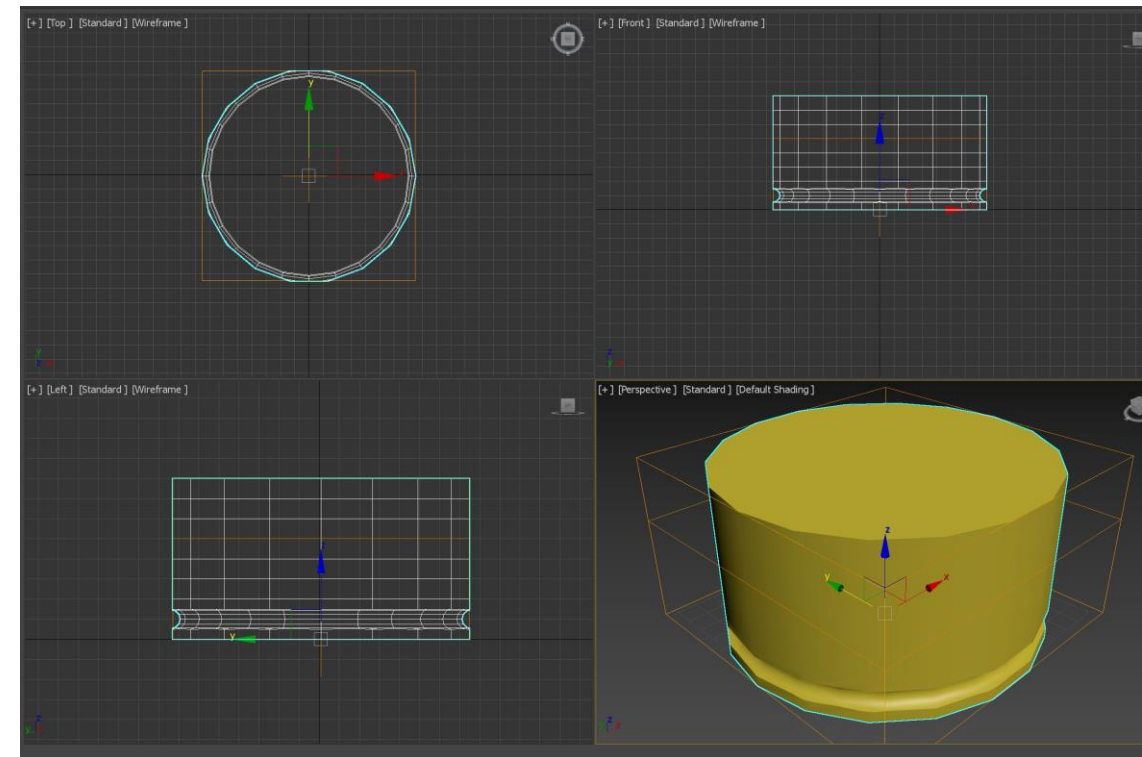 [+] [Top ] [Standard ] [Wireframe ]
y
[+] [Front ] [Standard ] [Wireframe ]
z
y
z
[+] [Left ] [Standard ] [Wireframe ]
z
y
z
y
[+] [Perspective ] [Standard ] [Default Shading ]
z
y
x
z